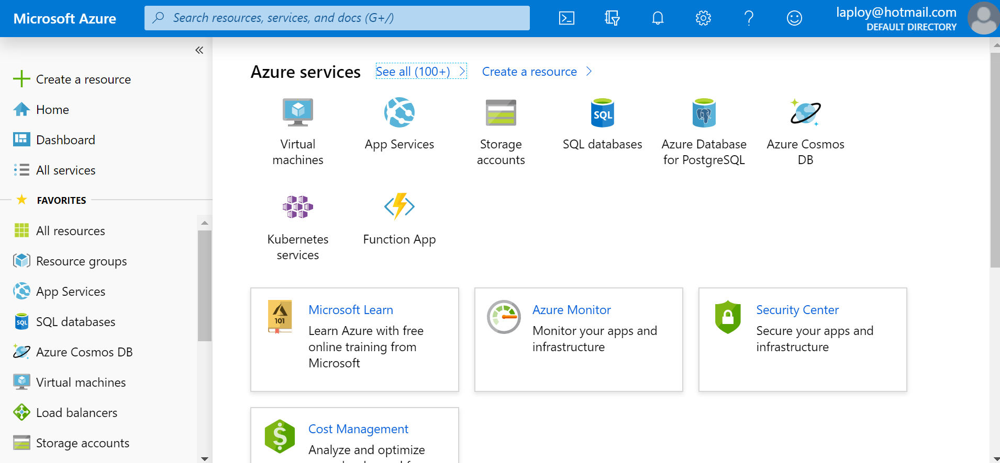 Microsoft Azure
Search resources, services, and docs (G+/)
laploy@hotmail.com
DEFAULT DIRECTORY
Create a resource
Home
Dashboard
All services
FAVORITES
All resources
Resource groups
App Services
SQL
SQL databases
Azure Cosmos DB
Virtual machines
Load balancers
Storage accounts
Azure services
See all (100+)
Create a resource
Virtual
machines
App Services
Storage
accounts
SQL
SQL databases
Azure Database
for PostgreSQL
Azure Cosmos
DB
Kubernetes
services
Function App
101
Microsoft Learn
Learn Azure with free
online training from
Microsoft
Azure Monitor
Monitor your apps and
infrastructure
Security Center
Secure your apps and
infrastructure
$
Cost Management
Analyze and optimize